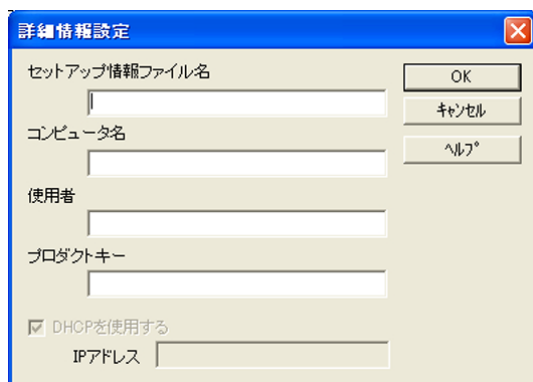 詳細情報設定
セットアップ情報ファイル名
OK
キャンセル
コンピュータ名
ヘルプ
使用者
プロダクトキー
DHCPを使用する
IPアドレス